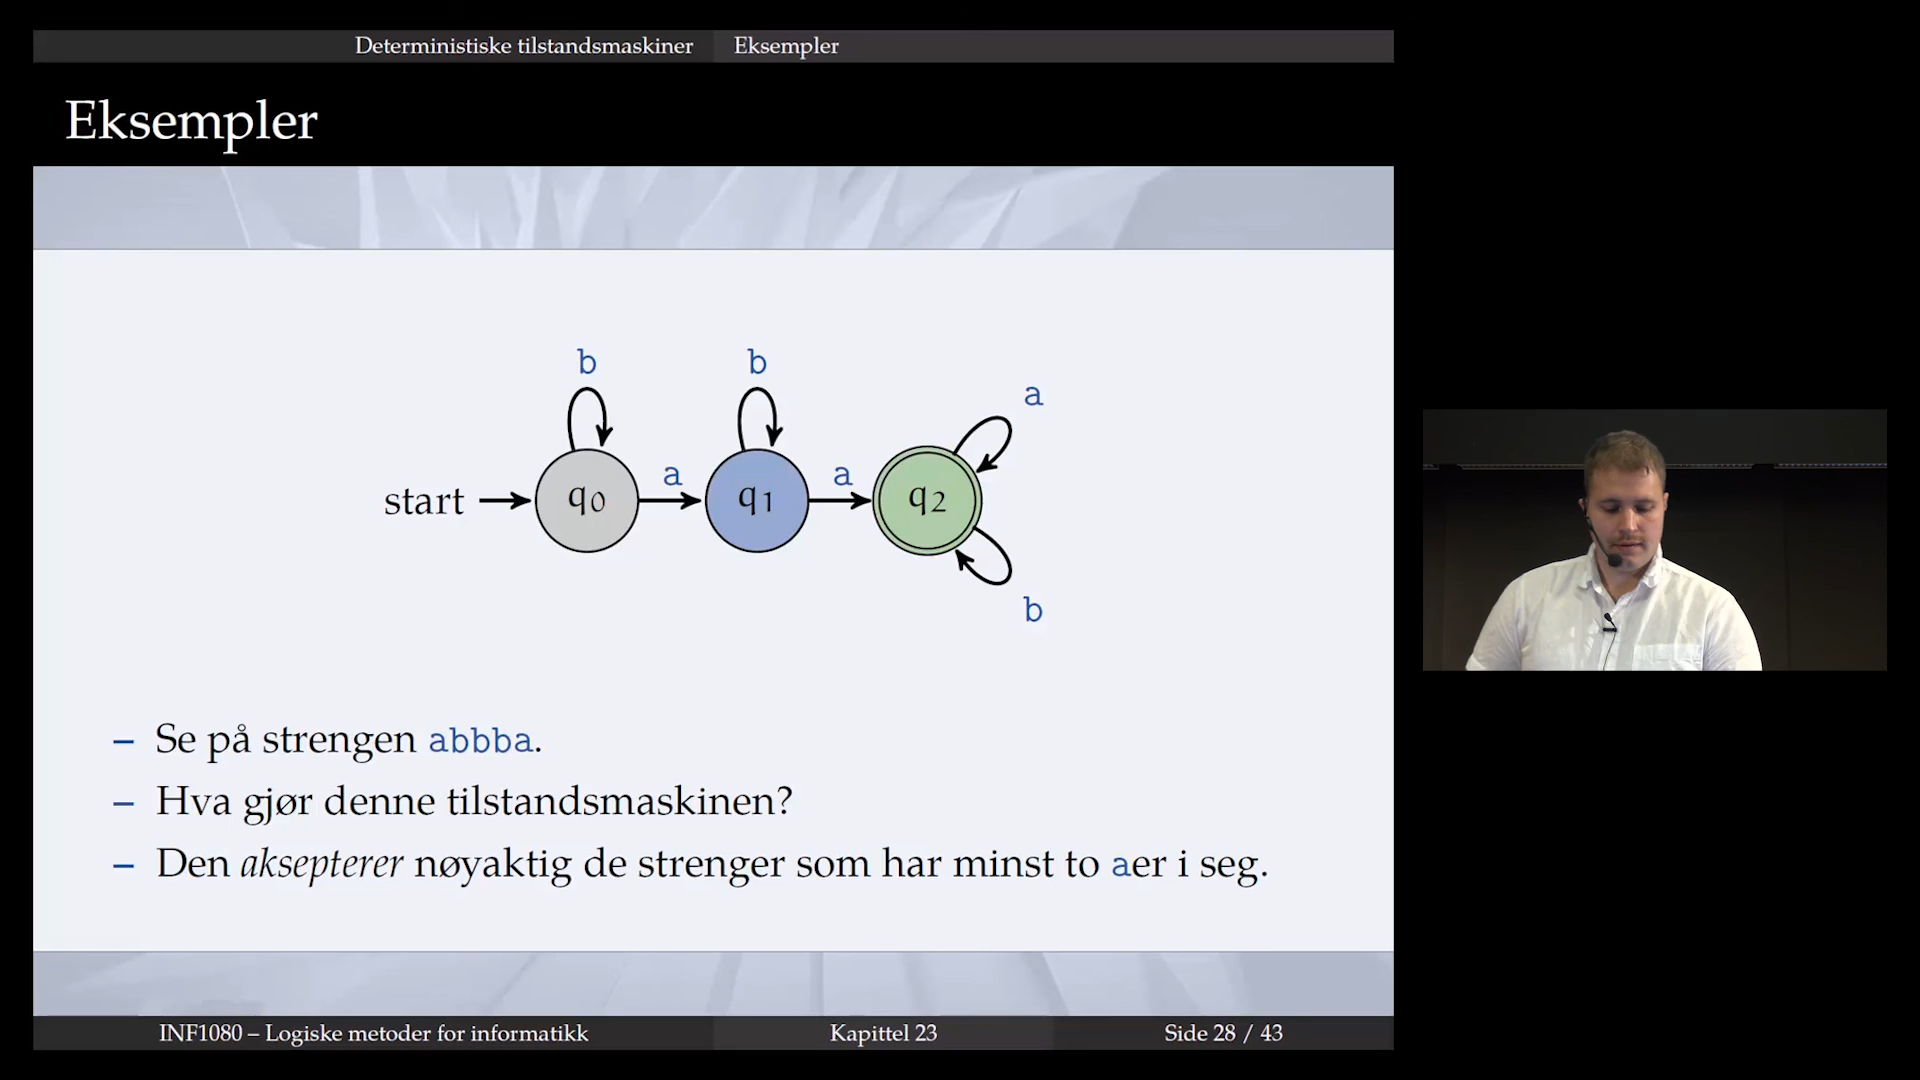 Deterministiske tilstandsmaskiner Eksempler
Eksempler
b b a
start q0 a q1 a q2
b
– Se på strengen abbba.
– Hva gjør denne tilstandsmaskinen?
– Den aksepterer nøyaktig de strenger som har minst to aer i seg.
INF1080 – Logiske metoder for informatikk Kapittel 23 Side 28 / 43